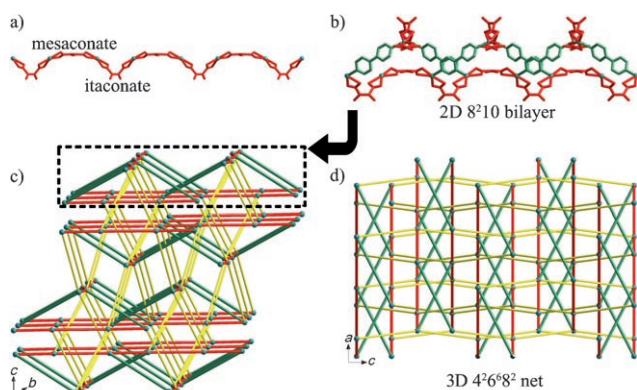 a)
mesaconate
itaconate
b)
2D 8²10 bilayer
c)
c
b
d)
a
c
3D 4²6⁶8² net